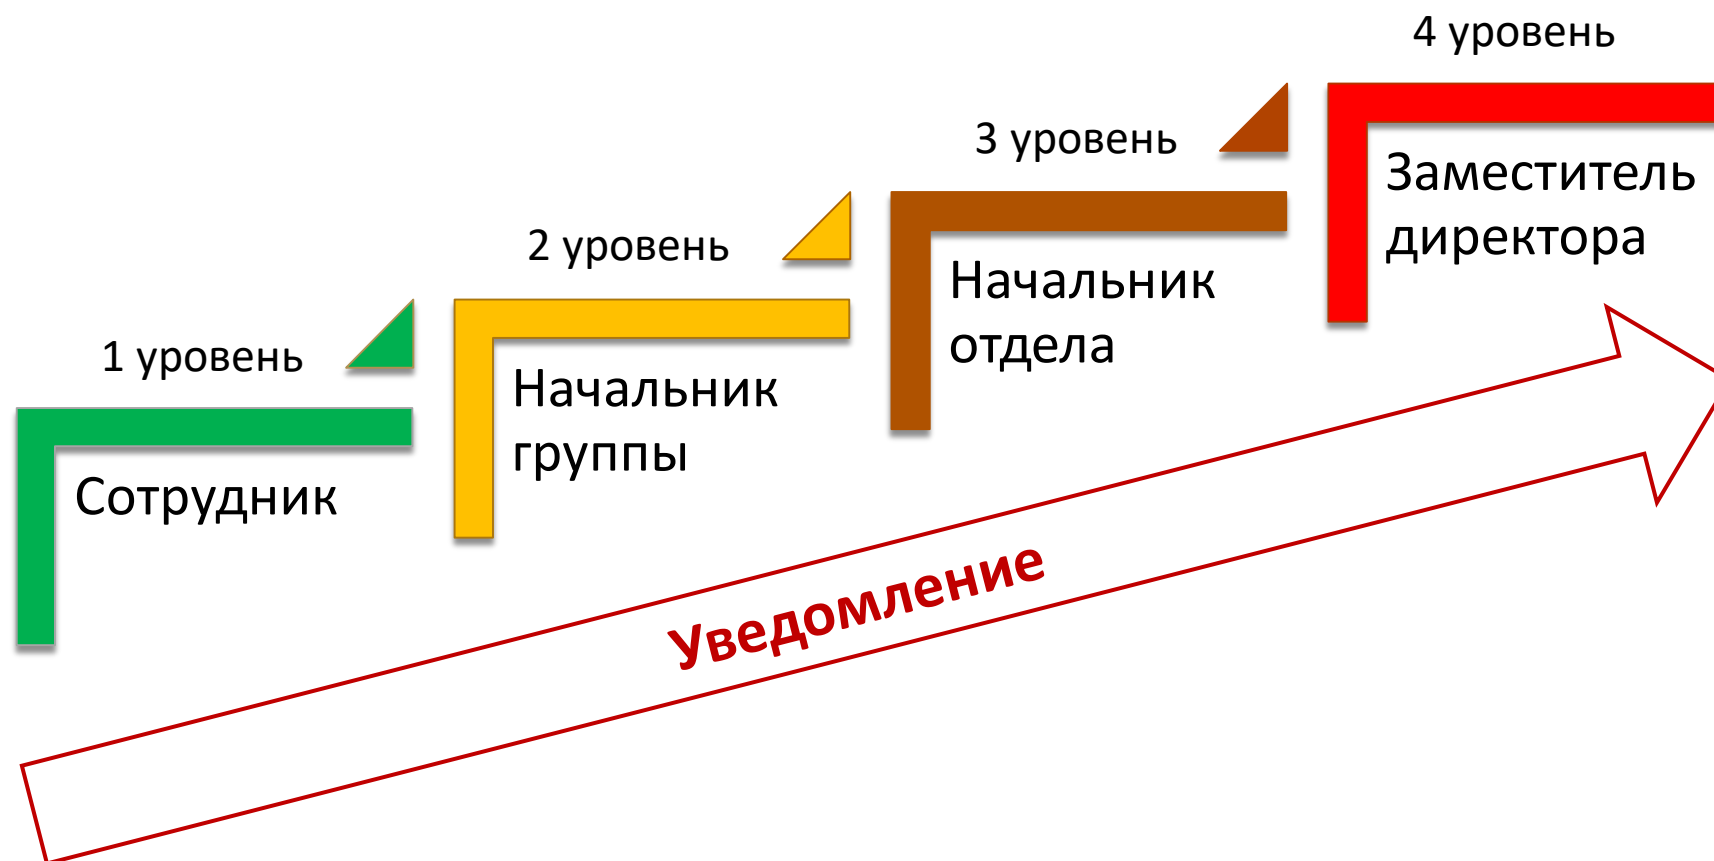 1 уровень
Сотрудник
2 уровень
Начальник
группы
3 уровень
Начальник
отдела
4 уровень
Заместитель
директора
Уведомление